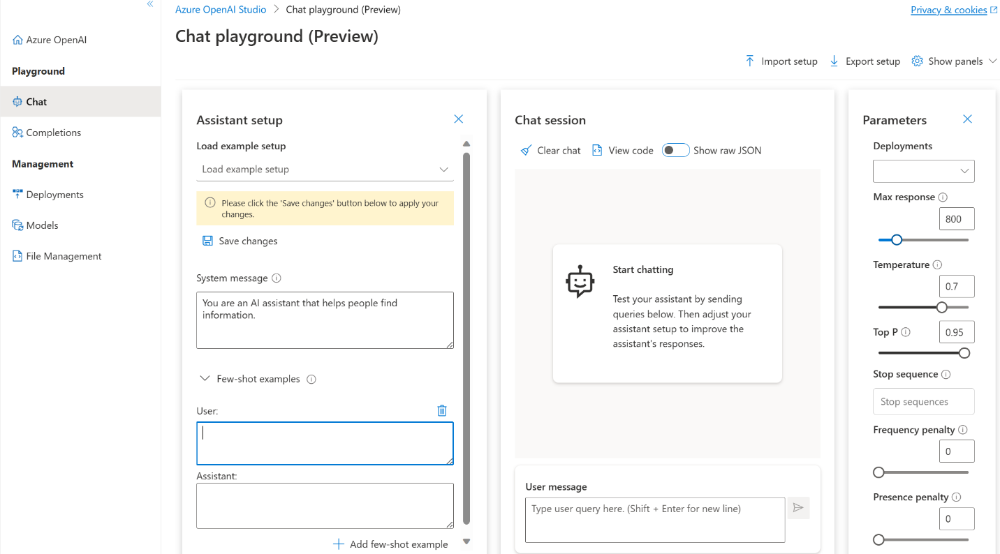 Azure OpenAI Studio > Chat playground (Preview)
Privacy & cookies
Chat playground (Preview)
Import setup
Export setup
Show panels
Azure OpenAI
Playground
Chat
Completions
Management
Deployments
Models
File Management
Assistant setup
Load example setup
Load example setup
Please click the 'Save changes' button below to apply your
changes.
Save changes
System message
You are an AI assistant that helps people find
information.
Few-shot examples
User:
Assistant:
Add few-shot example
Chat session
Clear chat
View code
Show raw JSON
Start chatting
Test your assistant by sending
queries below. Then adjust your
assistant setup to improve the
assistant's responses.
User message
Type user query here. (Shift + Enter for new line)
Parameters
Deployments
Max response
800
Temperature
0.7
Top P
0.95
Stop sequence
Stop sequences
Frequency penalty
0
Presence penalty
0